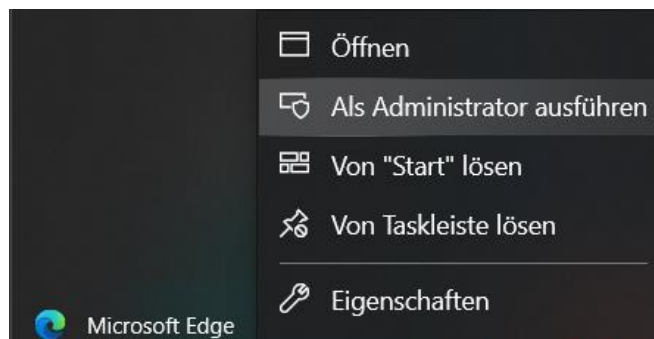 Öffnen
Als Administrator ausführen
Von "Start" lösen
Von Taskleiste lösen
Eigenschaften
Microsoft Edge